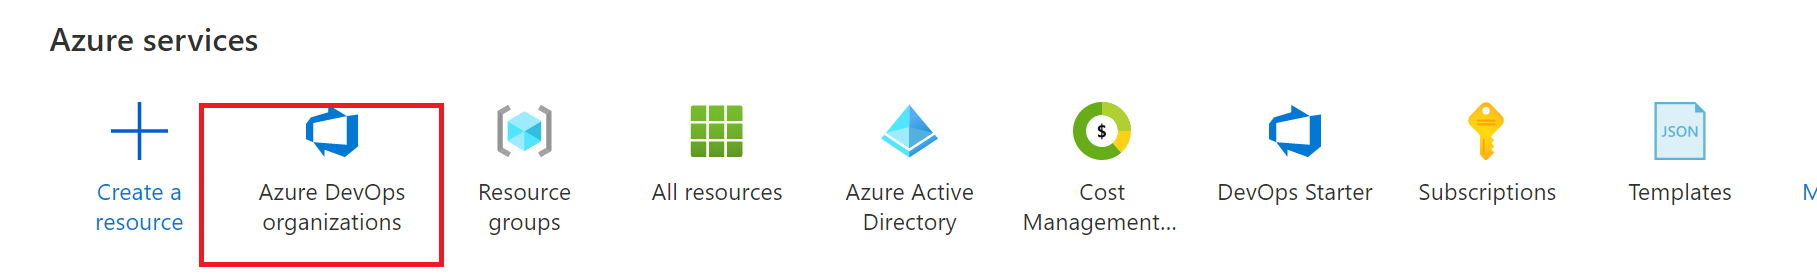 Azure services
$
JSON
Create a
resource
Azure DevOps
organizations
Resource
groups
All resources
Azure Active
Directory
Cost
Management...
DevOps Starter
Subscriptions
Templates
M